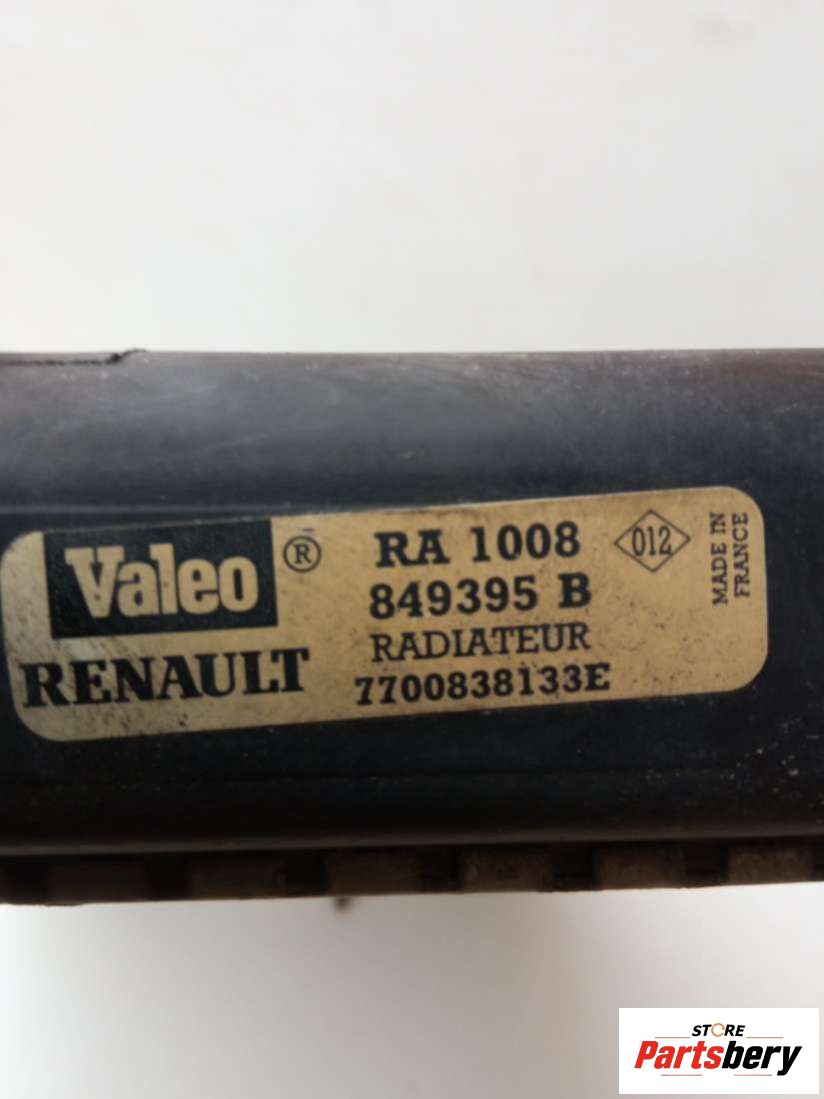 Valeo ®
RENAULT
RA 1008
849395 B
RADIATEUR
7700838133E
012
MADE IN
FRANCE
STORE
Partsbery